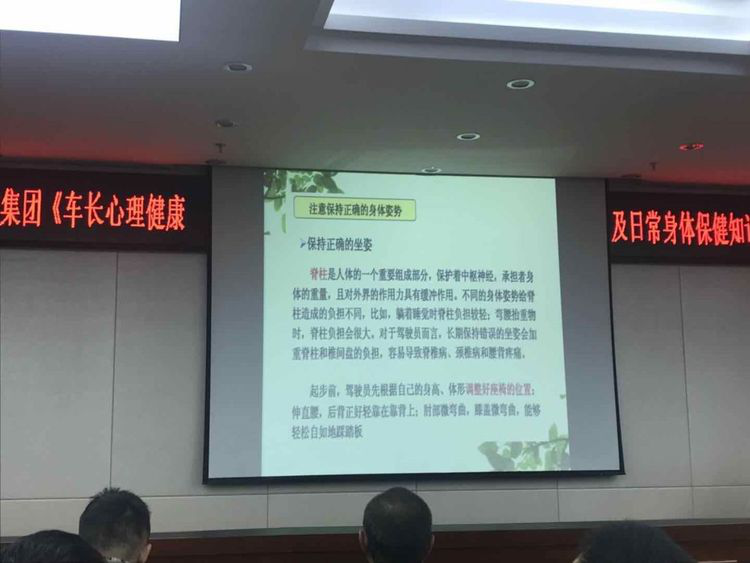 集团《车长心理健康
及日常身体保健知
注意保持正确的身体姿势
➢保持正确的坐姿
脊柱是人体的一个重要组成部分，保护着中枢神经。承担者身
体的重量，且对外界的作用力具有缓冲作用。不同的身体姿势给脊
柱造成的负担不同，比如，躺着睡觉时脊柱负担较轻；弯腰抬重物
时，脊柱负担会很大。对于驾驶员而言，长期保持错误的坐姿会加
重脊柱和椎间盘的负担，容易导致脊椎病、颈椎病和腰背疼痛。
起步前，驾驶员先根据自己的身高、体形调整好座椅的位置；
伸直腰，后背正好轻靠在靠背上；肘部微弯曲，膝盖微弯曲，能够
轻松自如地踩踏板